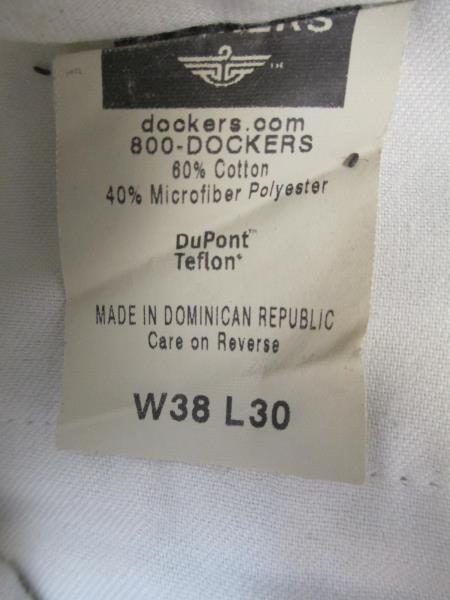 dockers.com
800-DOCKERS
60% Cotton
40% Microfiber Polyester
DuPont™
Teflon®
MADE IN DOMINICAN REPUBLIC
Care on Reverse
W38 L30